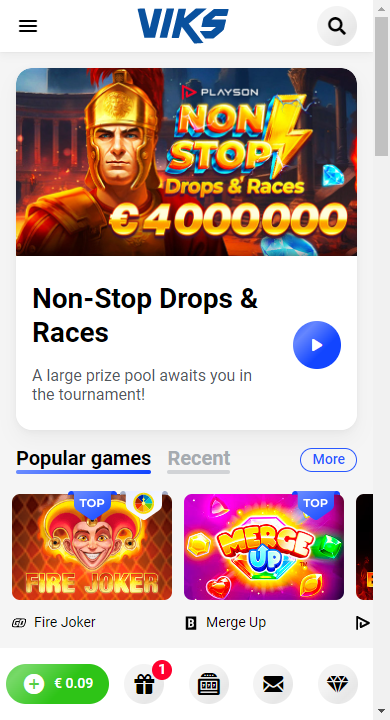 VIKS
PLAYSON
NON
STOP
Drops & Races
€4000000
Non-Stop Drops &
Races
A large prize pool awaits you in
the tournament!
Popular games
Recent
More
TOP
FIRE JOKER
TOP
MERGE
UP
TM
Fire Joker
Merge Up
€ 0.09
1